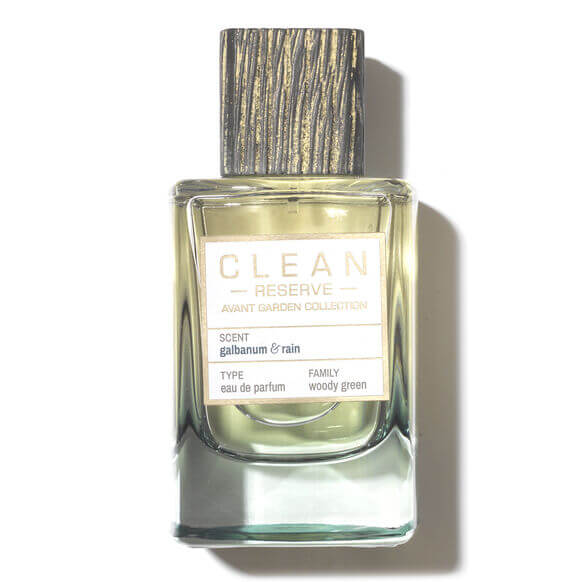 CLEAN
RESERVE
AVANT GARDEN COLLECTION
SCENT
galbanum & rain
TYPE FAMILY
eau de parfum woody green